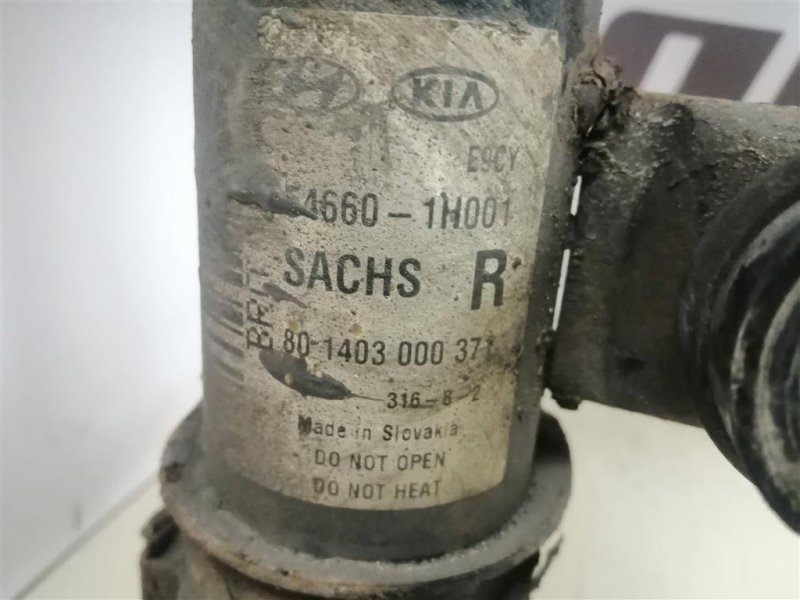 KIA
E9CY
4660-1H001
SACHS R
80 1403 000 371
316-8-2
Made in Slovakia
DO NOT OPEN
DO NOT HEAT